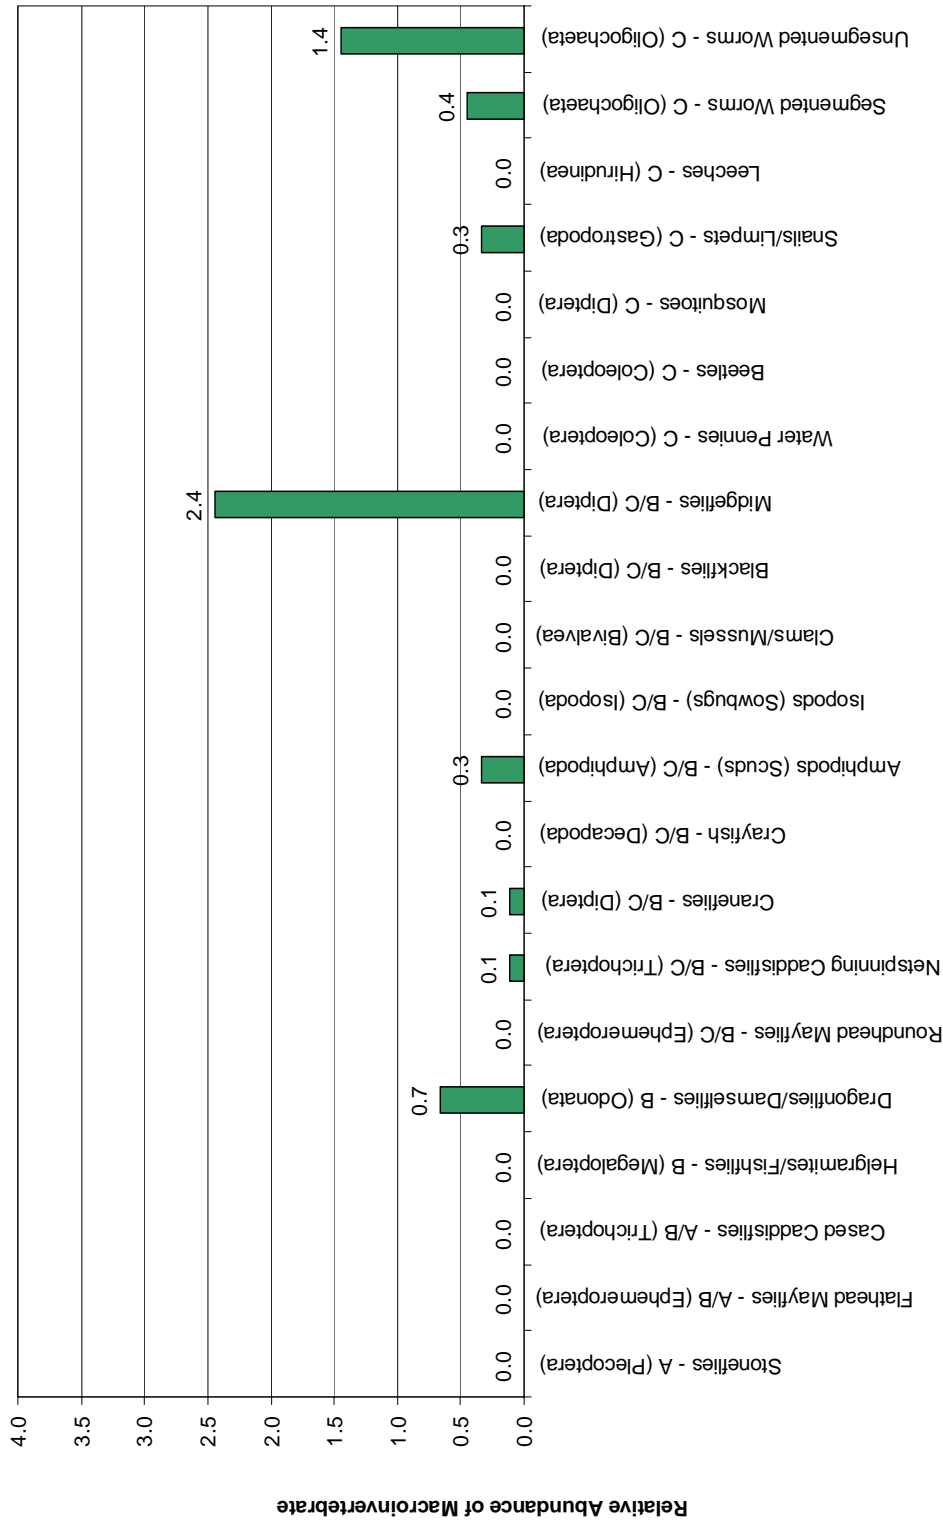 Relative Abundance of Macroinvertebrate
4.0
3.5
3.0
2.5
2.0
1.5
1.0
0.5
0.0
0.0
0.0
0.0
0.0
0.7
0.0
0.1
0.1
0.0
0.3
0.0
0.0
0.0
2.4
0.0
0.0
0.0
0.3
0.0
0.4
1.4
Stoneflies - A (Plecoptera)
Flathead Mayflies - A/B (Ephemeroptera)
Cased Caddisflies - A/B (Trichoptera)
Helgramites/Fishflies - B (Megaloptera)
Dragonflies/Damselflies - B (Odonata)
Roundhead Mayflies - B/C (Ephemeroptera)
Netspinning Caddisflies - B/C (Trichoptera)
Craneflies - B/C (Diptera)
Crayfish - B/C (Decapoda)
Amphipods (Scuds) - B/C (Amphipoda)
Isopods (Sowbugs) - B/C (Isopoda)
Clams/Mussels - B/C (Bivalvea)
Blackflies - B/C (Diptera)
Midgeflies - B/C (Diptera)
Water Pennies - C (Coleoptera)
Beetles - C (Coleoptera)
Mosquitoes - C (Diptera)
Snails/Limpets - C (Gastropoda)
Leeches - C (Hirudinea)
Segmented Worms - C (Oligochaeta)
Unsegmented Worms - C (Oligochaeta)